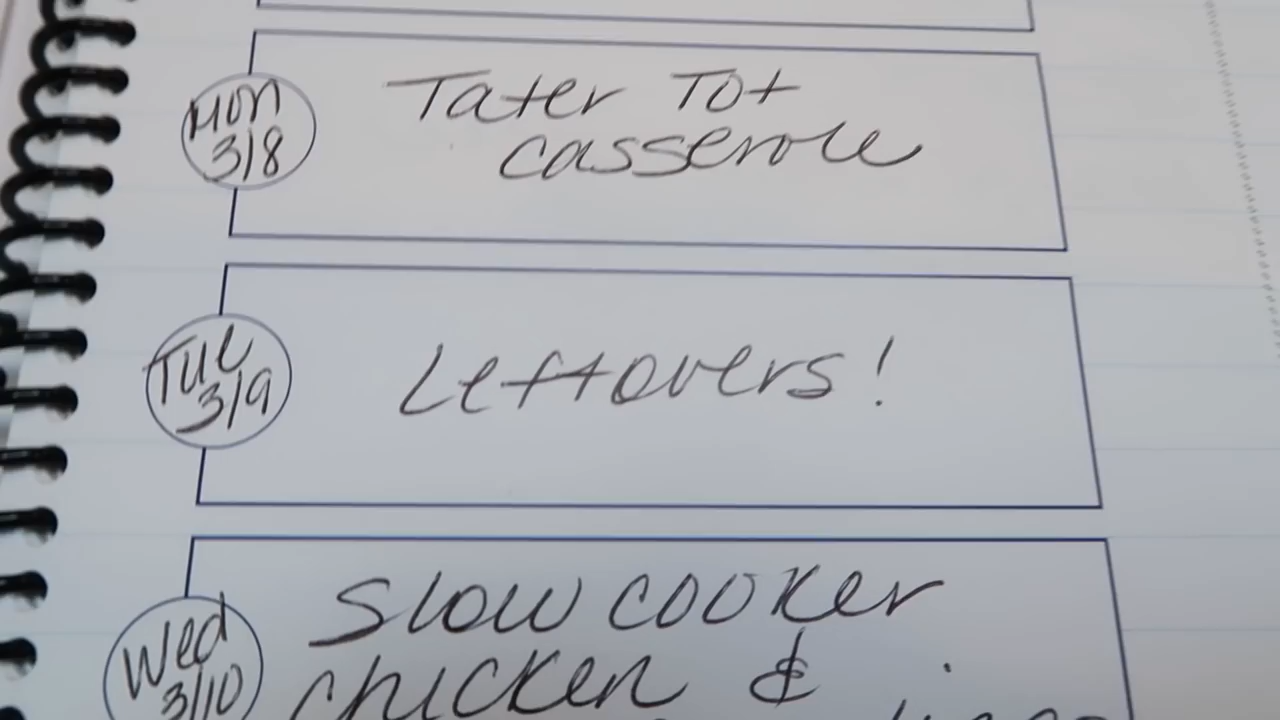 Mon
3/8
Tater Tot
casserole
Tue
3/9
Leftovers!
Wed
3/10
Slow cooker
chicken &